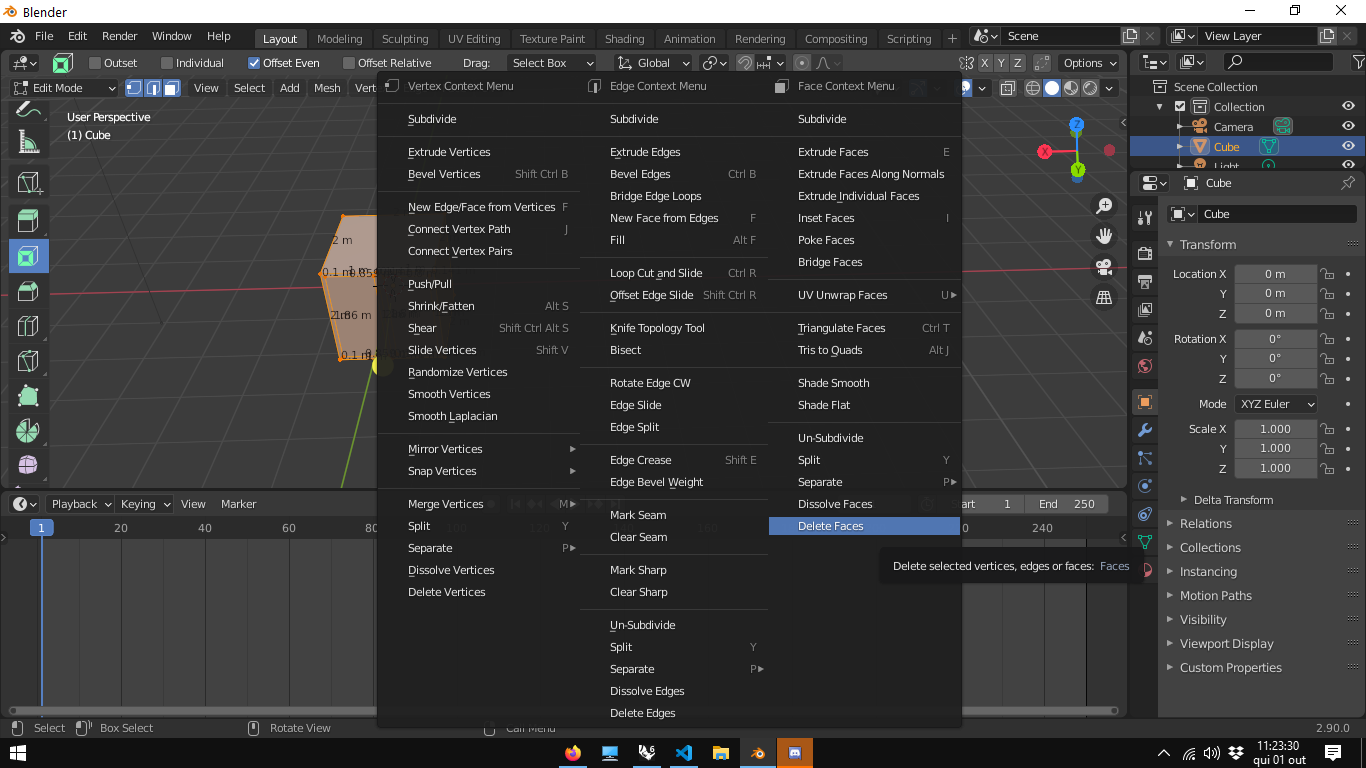 Blender
File Edit Render Window Help Layout Modeling Sculpting UV Editing Texture Paint Shading Animation Rendering Compositing Scripting Scene View Layer
Outset Individual Offset Even Offset Relative Drag: Select Box Global X Y Z Options
Edit Mode View Select Add Mesh Vert
User Perspective
(1) Cube
2 m
0.1 m
1.86 m
0.1 m
Z
X
Y
Vertex Context Menu
Subdivide
Extrude Vertices
Bevel Vertices Shift Ctrl B
New Edge/Face from Vertices F
Connect Vertex Path J
Connect Vertex Pairs
Push/Pull
Shrink/Fatten Alt S
Shear Shift Ctrl Alt S
Slide Vertices Shift V
Randomize Vertices
Smooth Vertices
Smooth Laplacian
Mirror Vertices
Snap Vertices
Merge Vertices M
Split Y
Separate P
Dissolve Vertices
Delete Vertices
Edge Context Menu
Subdivide
Extrude Edges
Bevel Edges Ctrl B
Bridge Edge Loops
New Face from Edges F
Fill Alt F
Loop Cut and Slide Ctrl R
Offset Edge Slide Shift Ctrl R
Knife Topology Tool
Bisect
Rotate Edge CW
Edge Slide
Edge Split
Edge Crease Shift E
Edge Bevel Weight
Mark Seam
Clear Seam
Mark Sharp
Clear Sharp
Un-Subdivide
Split Y
Separate P
Dissolve Edges
Delete Edges
Face Context Menu
Subdivide
Extrude Faces E
Extrude Faces Along Normals
Extrude Individual Faces
Inset Faces I
Poke Faces
Bridge Faces
UV Unwrap Faces U
Triangulate Faces Ctrl T
Tris to Quads Alt J
Shade Smooth
Shade Flat
Un-Subdivide
Split Y
Separate P
Dissolve Faces
Delete Faces
Delete selected vertices, edges or faces: Faces
Scene Collection
Collection
Camera
Cube
Light
Cube
Cube
Transform
Location X 0 m
Y 0 m
Z 0 m
Rotation X 0°
Y 0°
Z 0°
Mode XYZ Euler
Scale X 1.000
Y 1.000
Z 1.000
Delta Transform
Relations
Collections
Instancing
Motion Paths
Visibility
Viewport Display
Custom Properties
Playback Keying View Marker art 1 End 250
1 20 40 60 80 240
Select Box Select Rotate View Call Menu 2.90.0
11:23:30
qui 01 out